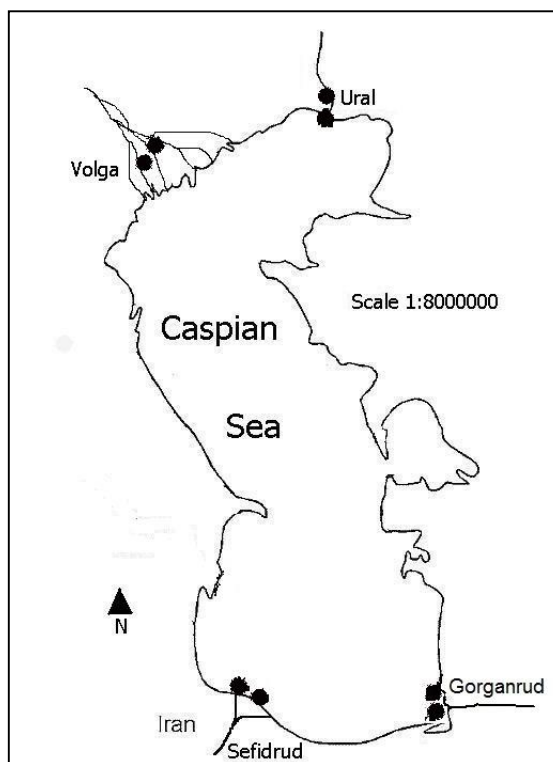 Ural
Volga
Scale 1:8000000
Caspian
Sea
N
Gorganrud
Iran
Sefidrud